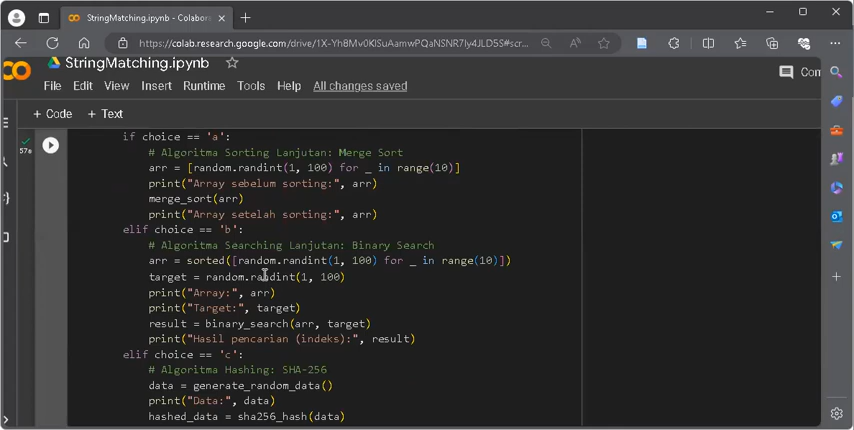 StringMatching.ipynb - Colabora
https://colab.research.google.com/drive/1X-Yh8Mv0KISuAamwPQaNSNR7Iy4JLD5S#scr...
StringMatching.ipynb
File Edit View Insert Runtime Tools Help All changes saved
Com
+ Code + Text
57s
if choice == 'a':
# Algoritma Sorting Lanjutan: Merge Sort
arr = [random.randint(1, 100) for _ in range(10)]
print("Array sebelum sorting:", arr)
merge_sort(arr)
print("Array setelah sorting:", arr)
elif choice == 'b':
# Algoritma Searching Lanjutan: Binary Search
arr = sorted([random.randint(1, 100) for _ in range(10)])
target = random.randint(1, 100)
print("Array:", arr)
print("Target:", target)
result = binary_search(arr, target)
print("Hasil pencarian (indeks):", result)
elif choice == 'c':
# Algoritma Hashing: SHA-256
data = generate_random_data()
print("Data:", data)
hashed_data = sha256_hash(data)